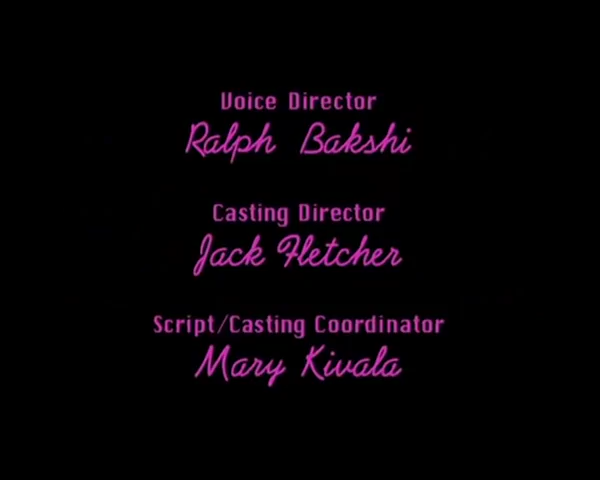 Voice Director
Ralph Bakshi
Casting Director
Jack Fletcher
Script/Casting Coordinator
Mary Kivala